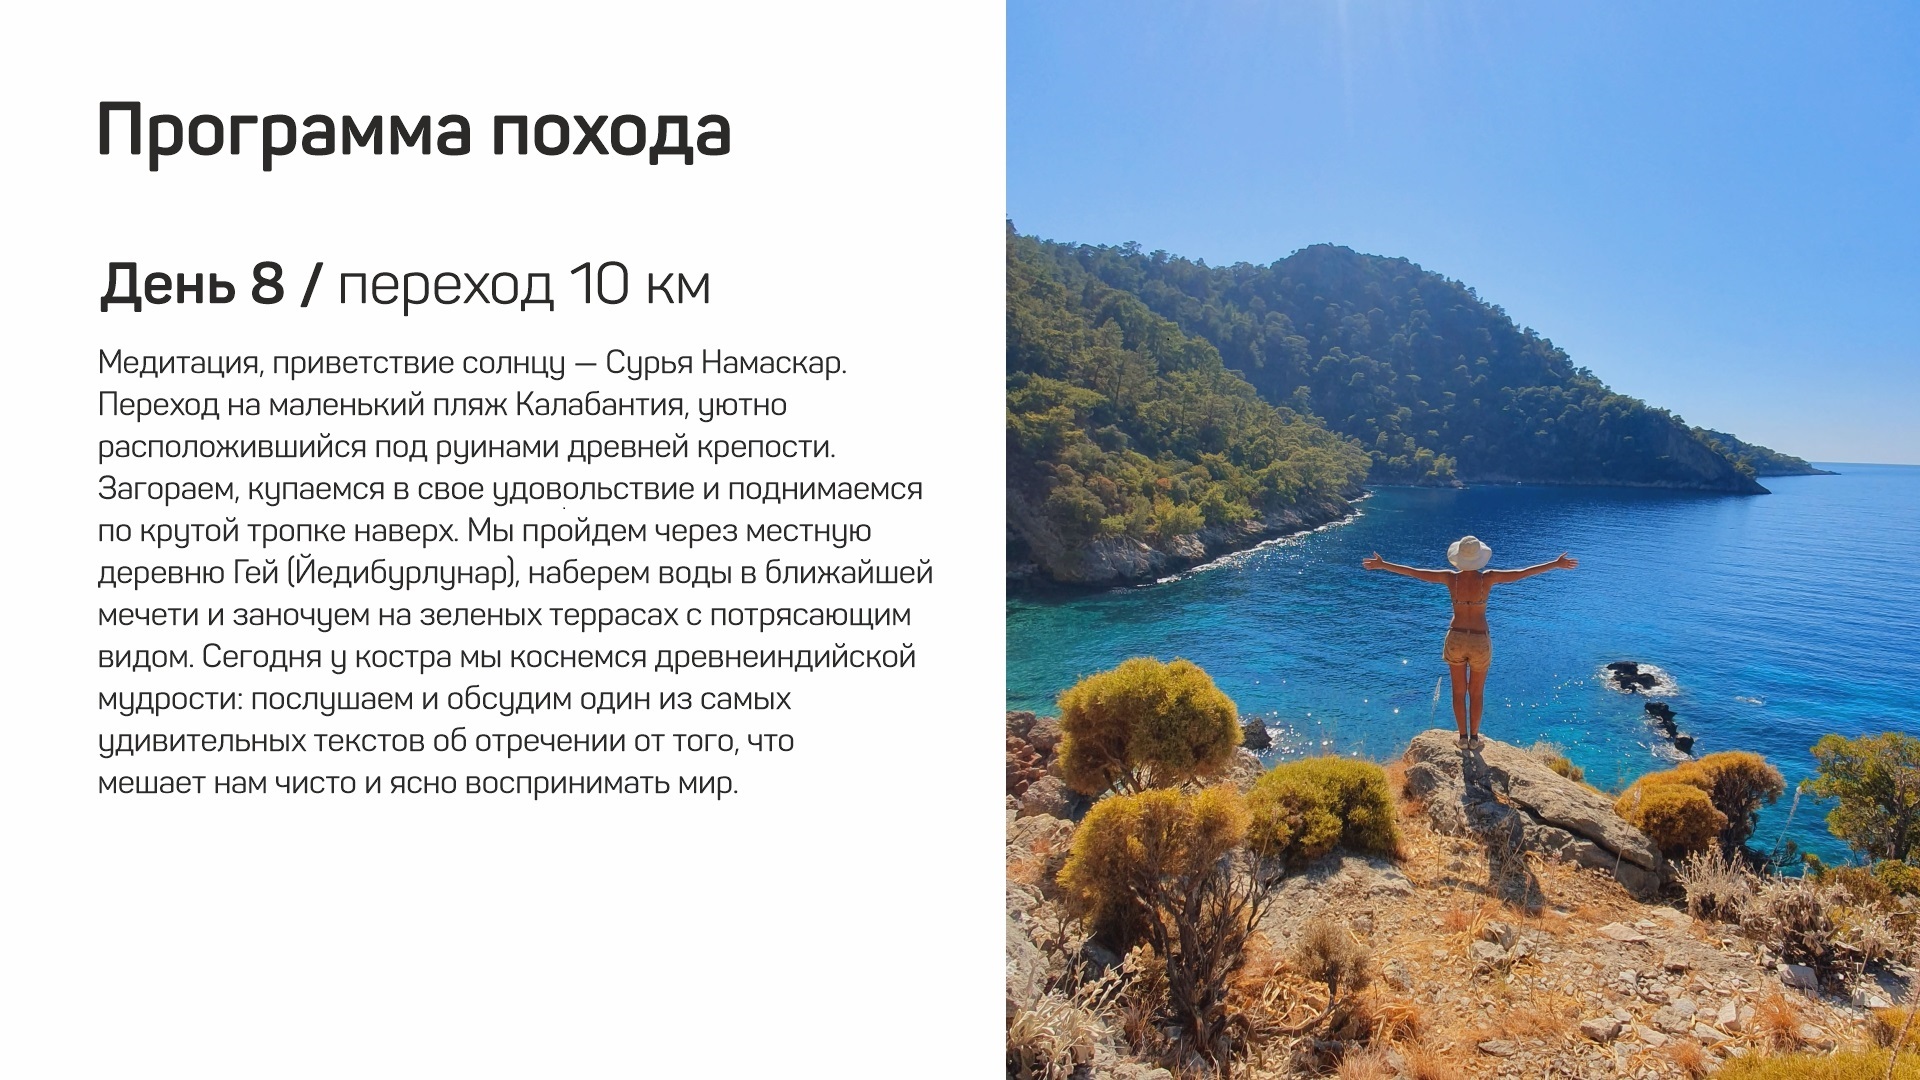 Программа похода
День 8 / переход 10 км
Медитация, приветствие солнцу — Сурья Намаскар.
Переход на маленький пляж Калабантия, уютно
расположившийся под руинами древней крепости.
Загораем, купаемся в свое удовольствие и поднимаемся
по крутой тропке наверх. Мы пройдем через местную
деревню Гей (Йедибурлунар), наберем воды в ближайшей
мечети и заночуем на зеленых террасах с потрясающим
видом. Сегодня у костра мы коснемся древнеиндийской
мудрости: послушаем и обсудим один из самых
удивительных текстов об отречении от того, что
мешает нам чисто и ясно воспринимать мир.